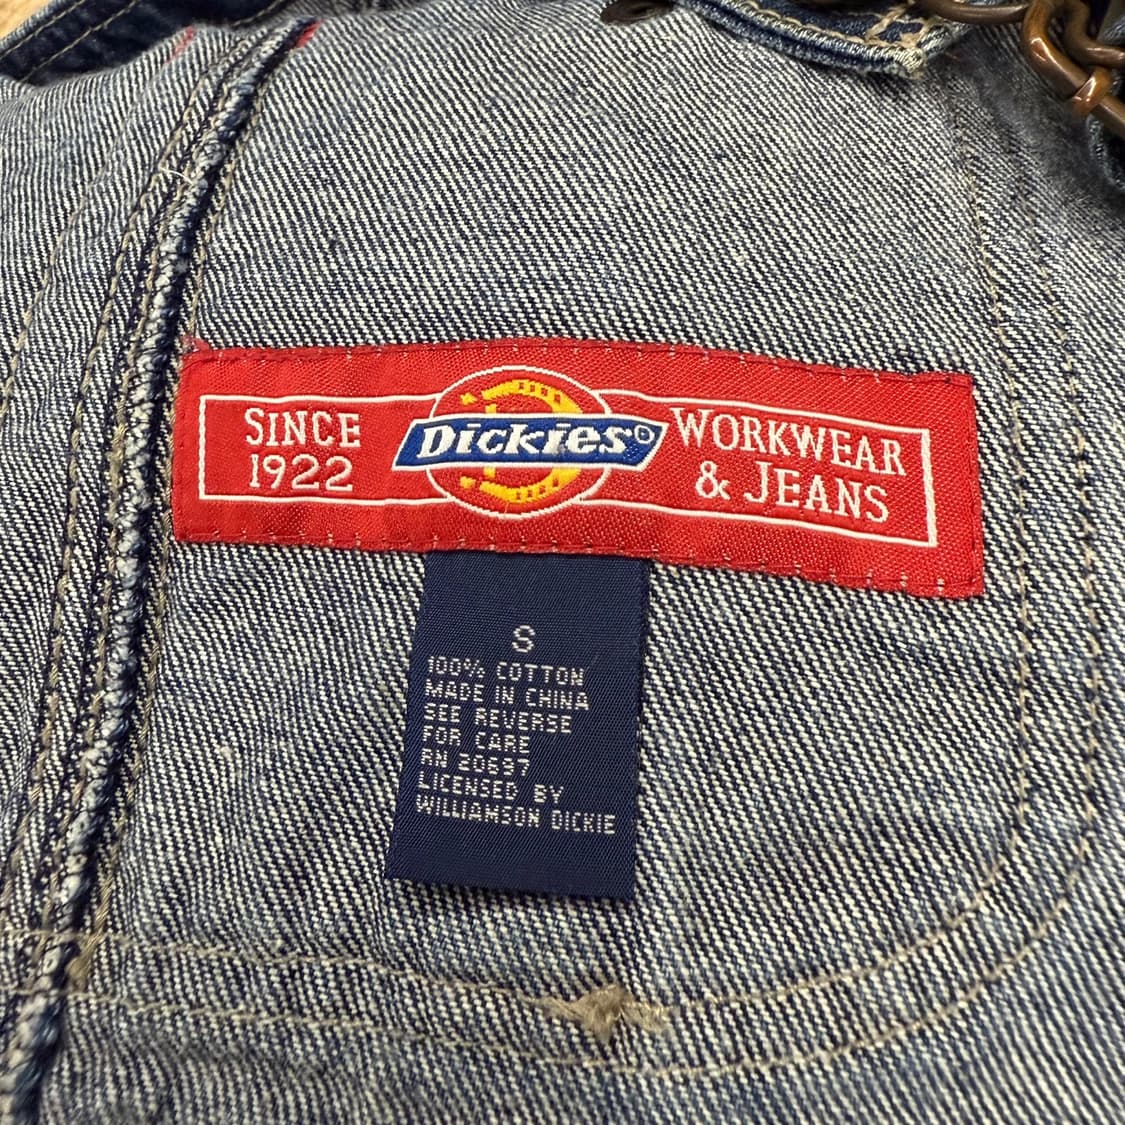 SINCE
1922
Dickies®
WORKWEAR
& JEANS
S
100% COTTON
MADE IN CHINA
SEE REVERSE
FOR CARE
RN 20697
LICENSED BY
WILLIAMSON DICKIE